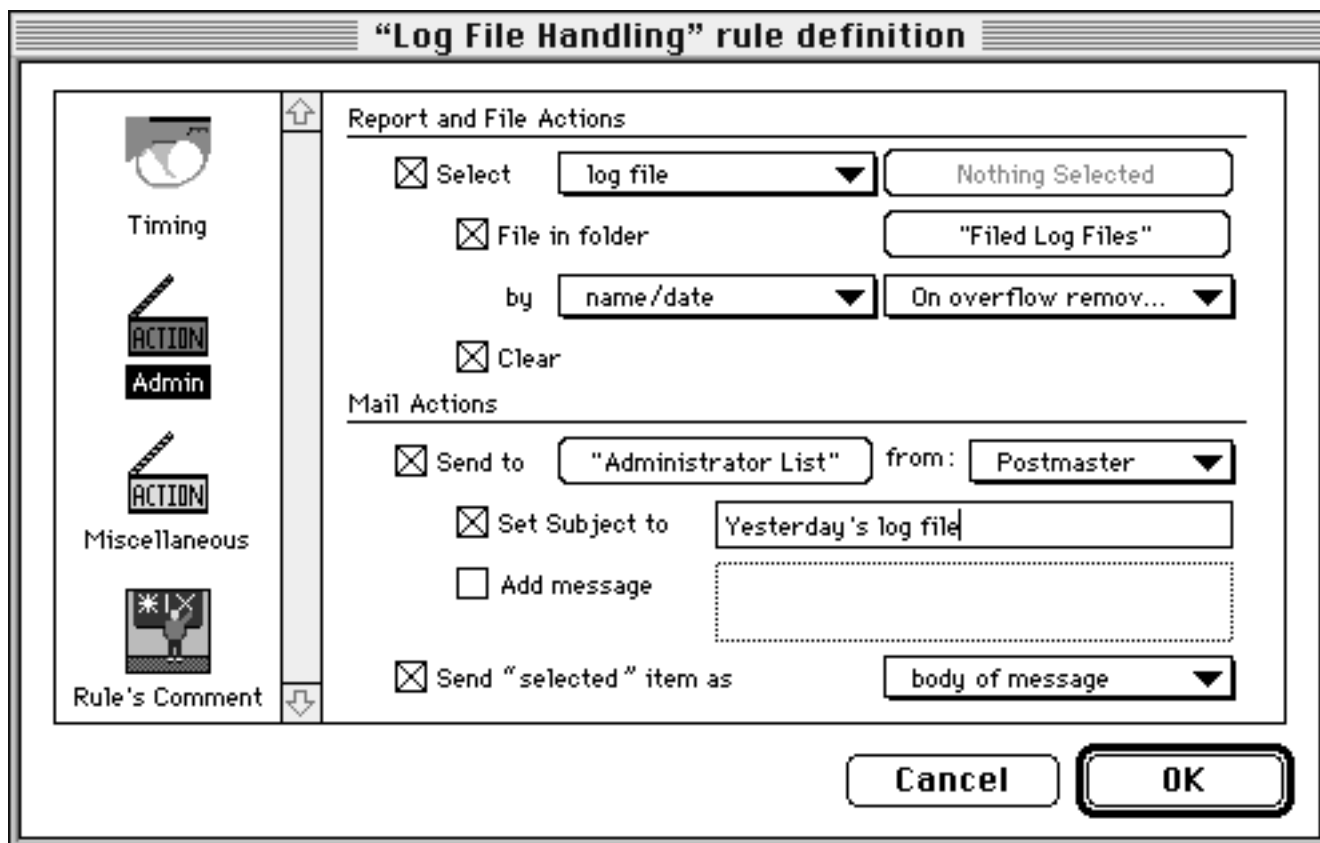 “Log File Handling” rule definition
Timing
ACTION
Admin
ACTION
Miscellaneous
Rule's Comment
Report and File Actions
Select log file Nothing Selected
File in folder "Filed Log Files"
by name/date On overflow remov...
Clear
Mail Actions
Send to "Administrator List" from: Postmaster
Set Subject to Yesterday's log file
Add message
Send “selected” item as body of message
Cancel OK